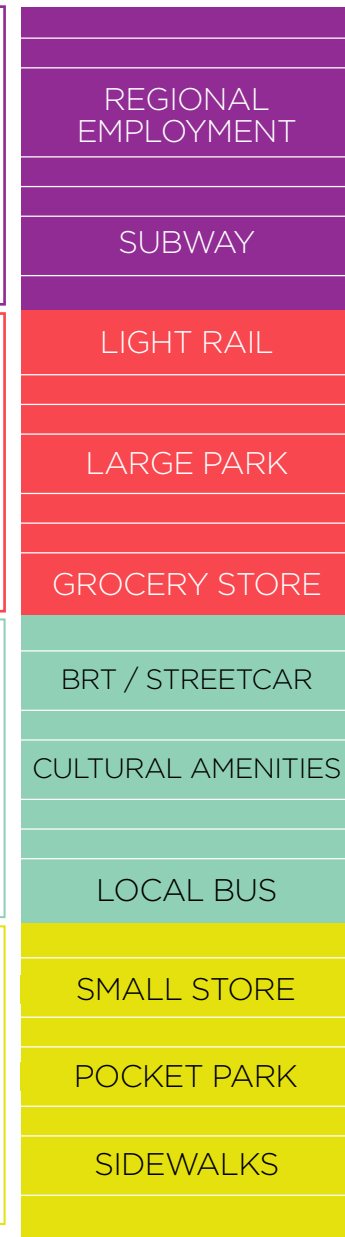 REGIONAL
EMPLOYMENT
SUBWAY
LIGHT RAIL
LARGE PARK
GROCERY STORE
BRT / STREETCAR
CULTURAL AMENITIES
LOCAL BUS
SMALL STORE
POCKET PARK
SIDEWALKS